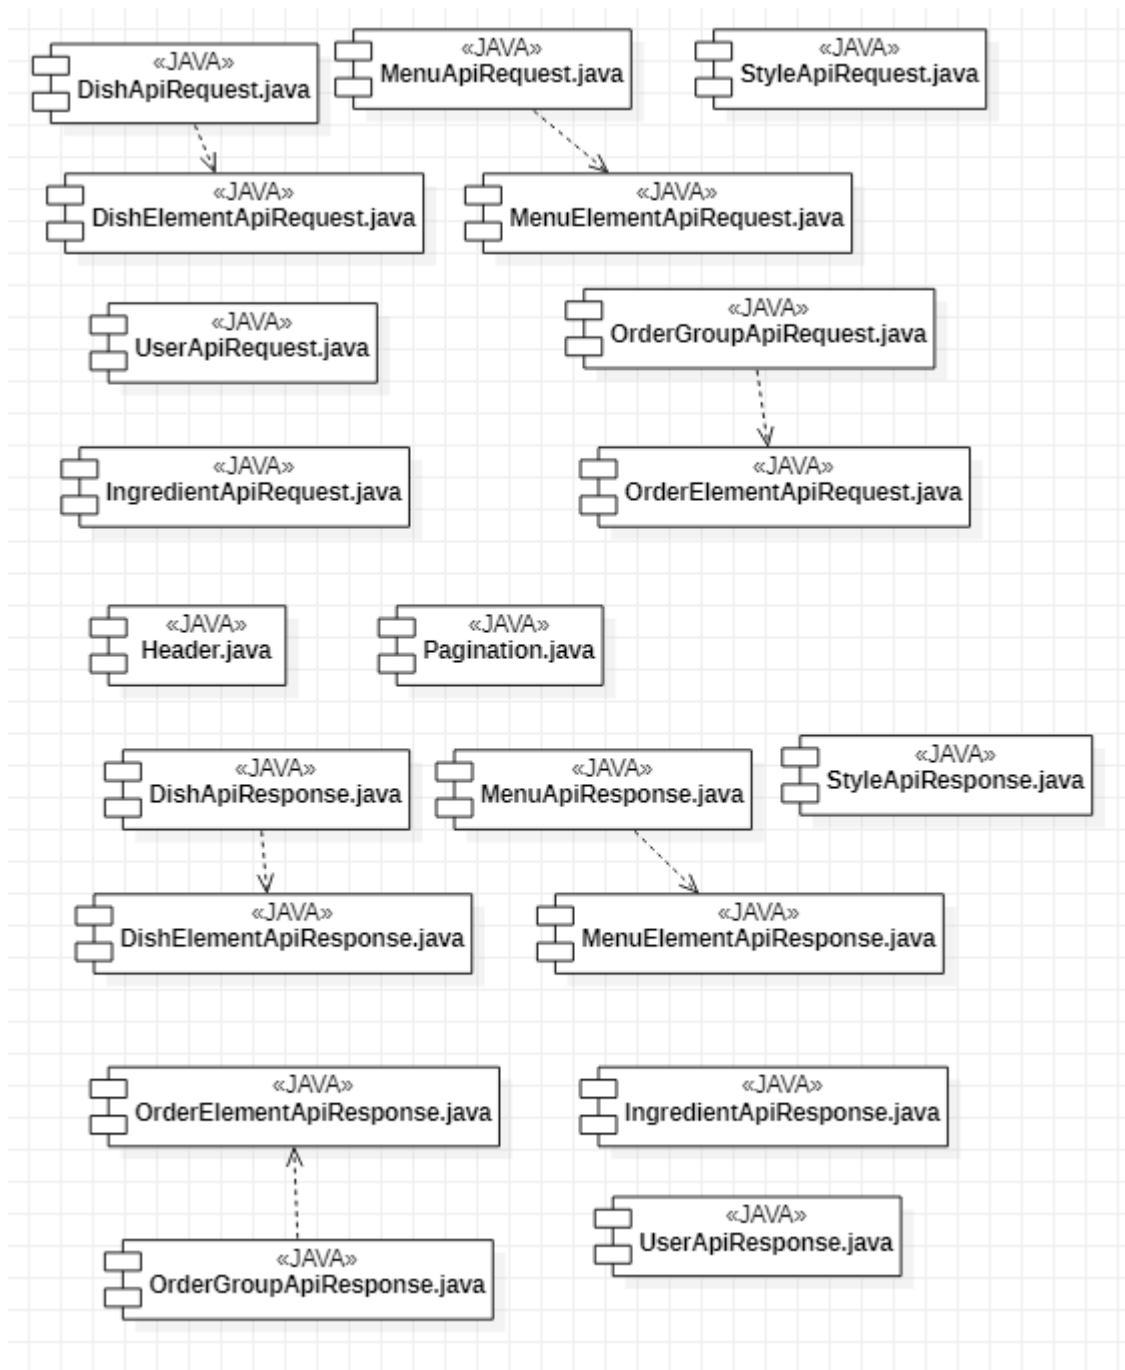 «JAVA»
DishApiRequest.java
«JAVA»
MenuApiRequest.java
«JAVA»
StyleApiRequest.java
«JAVA»
DishElementApiRequest.java
«JAVA»
MenuElementApiRequest.java
«JAVA»
UserApiRequest.java
«JAVA»
OrderGroupApiRequest.java
«JAVA»
IngredientApiRequest.java
«JAVA»
OrderElementApiRequest.java
«JAVA»
Header.java
«JAVA»
Pagination.java
«JAVA»
DishApiResponse.java
«JAVA»
MenuApiResponse.java
«JAVA»
StyleApiResponse.java
«JAVA»
DishElementApiResponse.java
«JAVA»
MenuElementApiResponse.java
«JAVA»
OrderElementApiResponse.java
«JAVA»
IngredientApiResponse.java
«JAVA»
UserApiResponse.java
«JAVA»
OrderGroupApiResponse.java